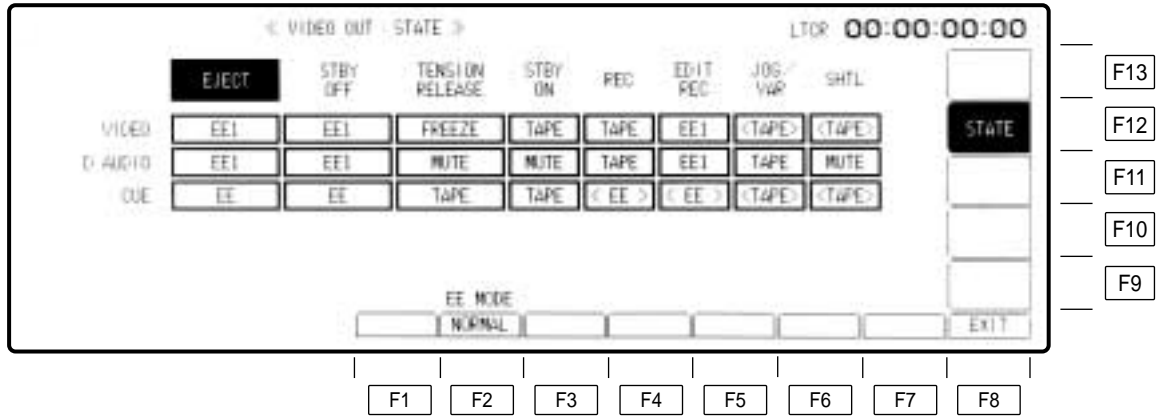 < VIDEO OUT - STATE > LTCR 00:00:00:00
EJECT STBY OFF TENSION RELEASE STBY ON REC EDIT REC JOG/VAR SHTL
VIDEO EE1 EE1 FREEZE TAPE TAPE EE1 <TAPE> <TAPE>
D AUDIO EE1 EE1 MUTE MUTE TAPE EE1 TAPE MUTE
CUE EE EE TAPE TAPE < EE > < EE > <TAPE> <TAPE>
STATE
EE MODE
NORMAL EXIT
F13
F12
F11
F10
F9
F1 F2 F3 F4 F5 F6 F7 F8